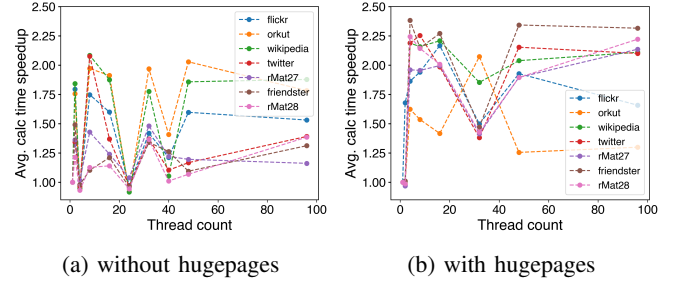 2.50
2.25
2.00
1.75
1.50
1.25
1.00
Avg. calc time speedup
flickr
orkut
wikipedia
twitter
rMat27
friendster
rMat28
0 20 40 60 80 100
Thread count
(a) without hugepages
2.50
2.25
2.00
1.75
1.50
1.25
1.00
Avg. calc time speedup
flickr
orkut
wikipedia
twitter
rMat27
friendster
rMat28
0 20 40 60 80 100
Thread count
(b) with hugepages